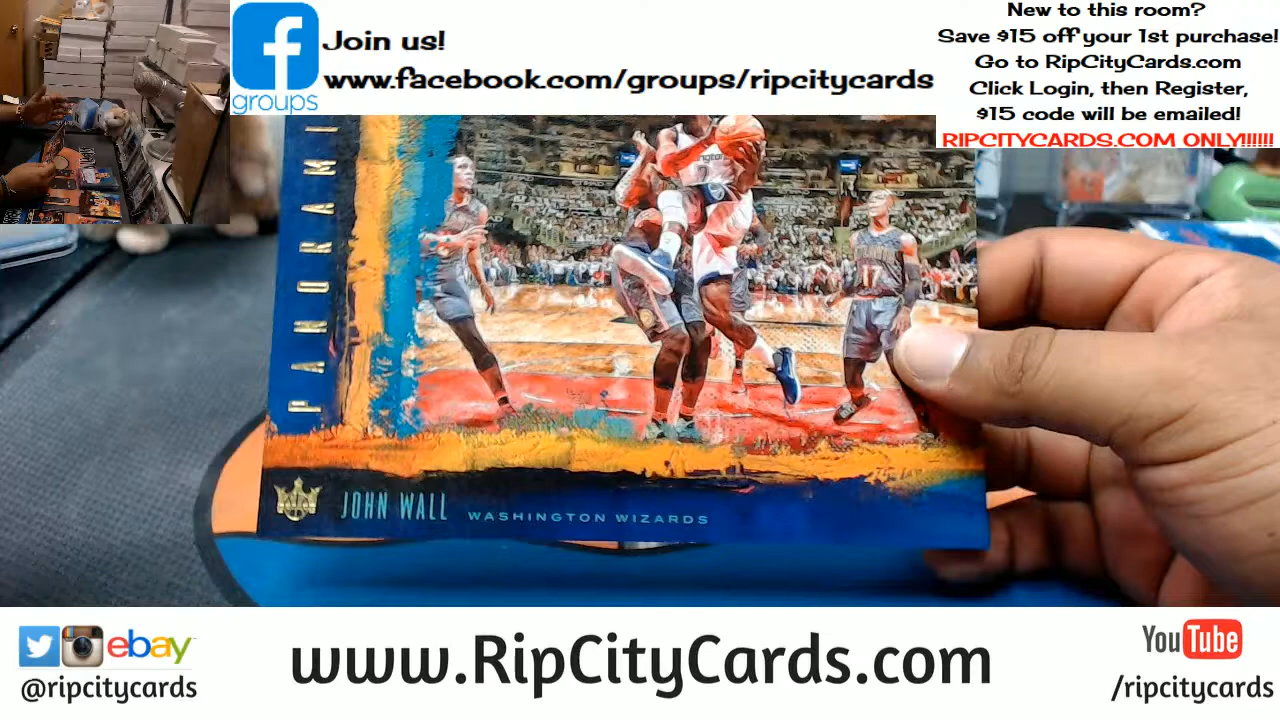 Join us!
www.facebook.com/groups/ripcitycards
groups
New to this room?
Save $15 off your 1st purchase!
Go to RipCityCards.com
Click Login, then Register,
$15 code will be emailed!
RIPCITYCARDS.COM ONLY!!!!!!
17
JOHN WALL WASHINGTON WIZARDS
ebay
@ripcitycards
www.RipCityCards.com
YouTube
/ripcitycards